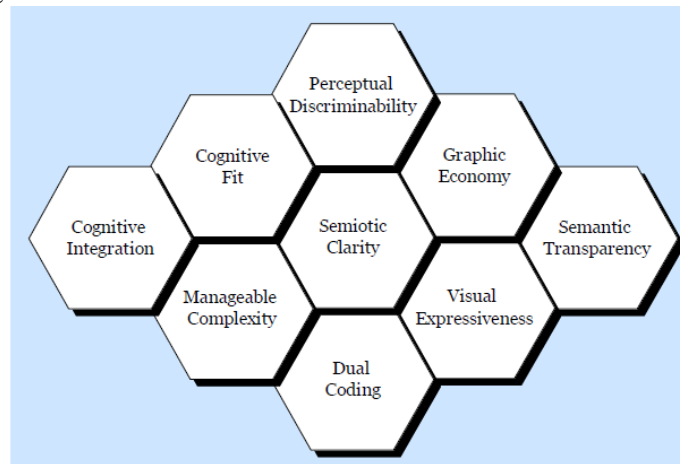 Perceptual
Discriminability
Cognitive
Fit
Graphic
Economy
Cognitive
Integration
Semiotic
Clarity
Semantic
Transparency
Manageable
Complexity
Visual
Expressiveness
Dual
Coding